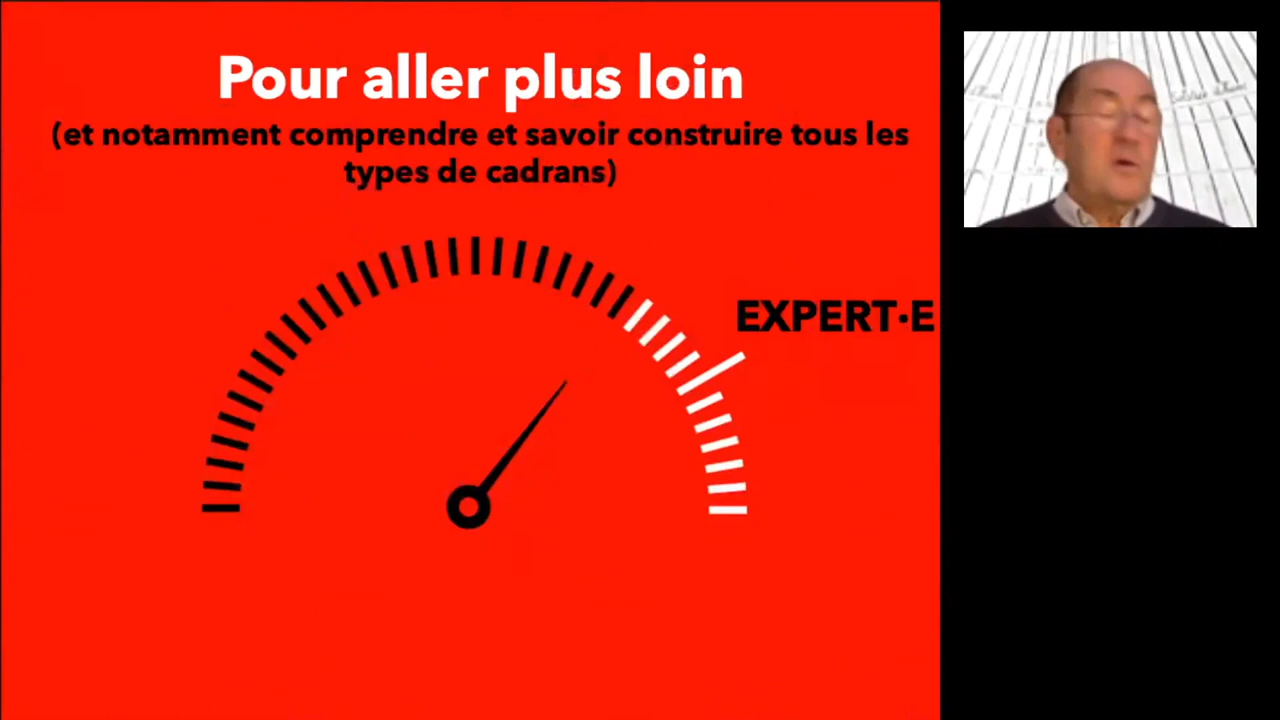 Pour aller plus loin
(et notamment comprendre et savoir construire tous les
types de cadrans)
EXPERT·E